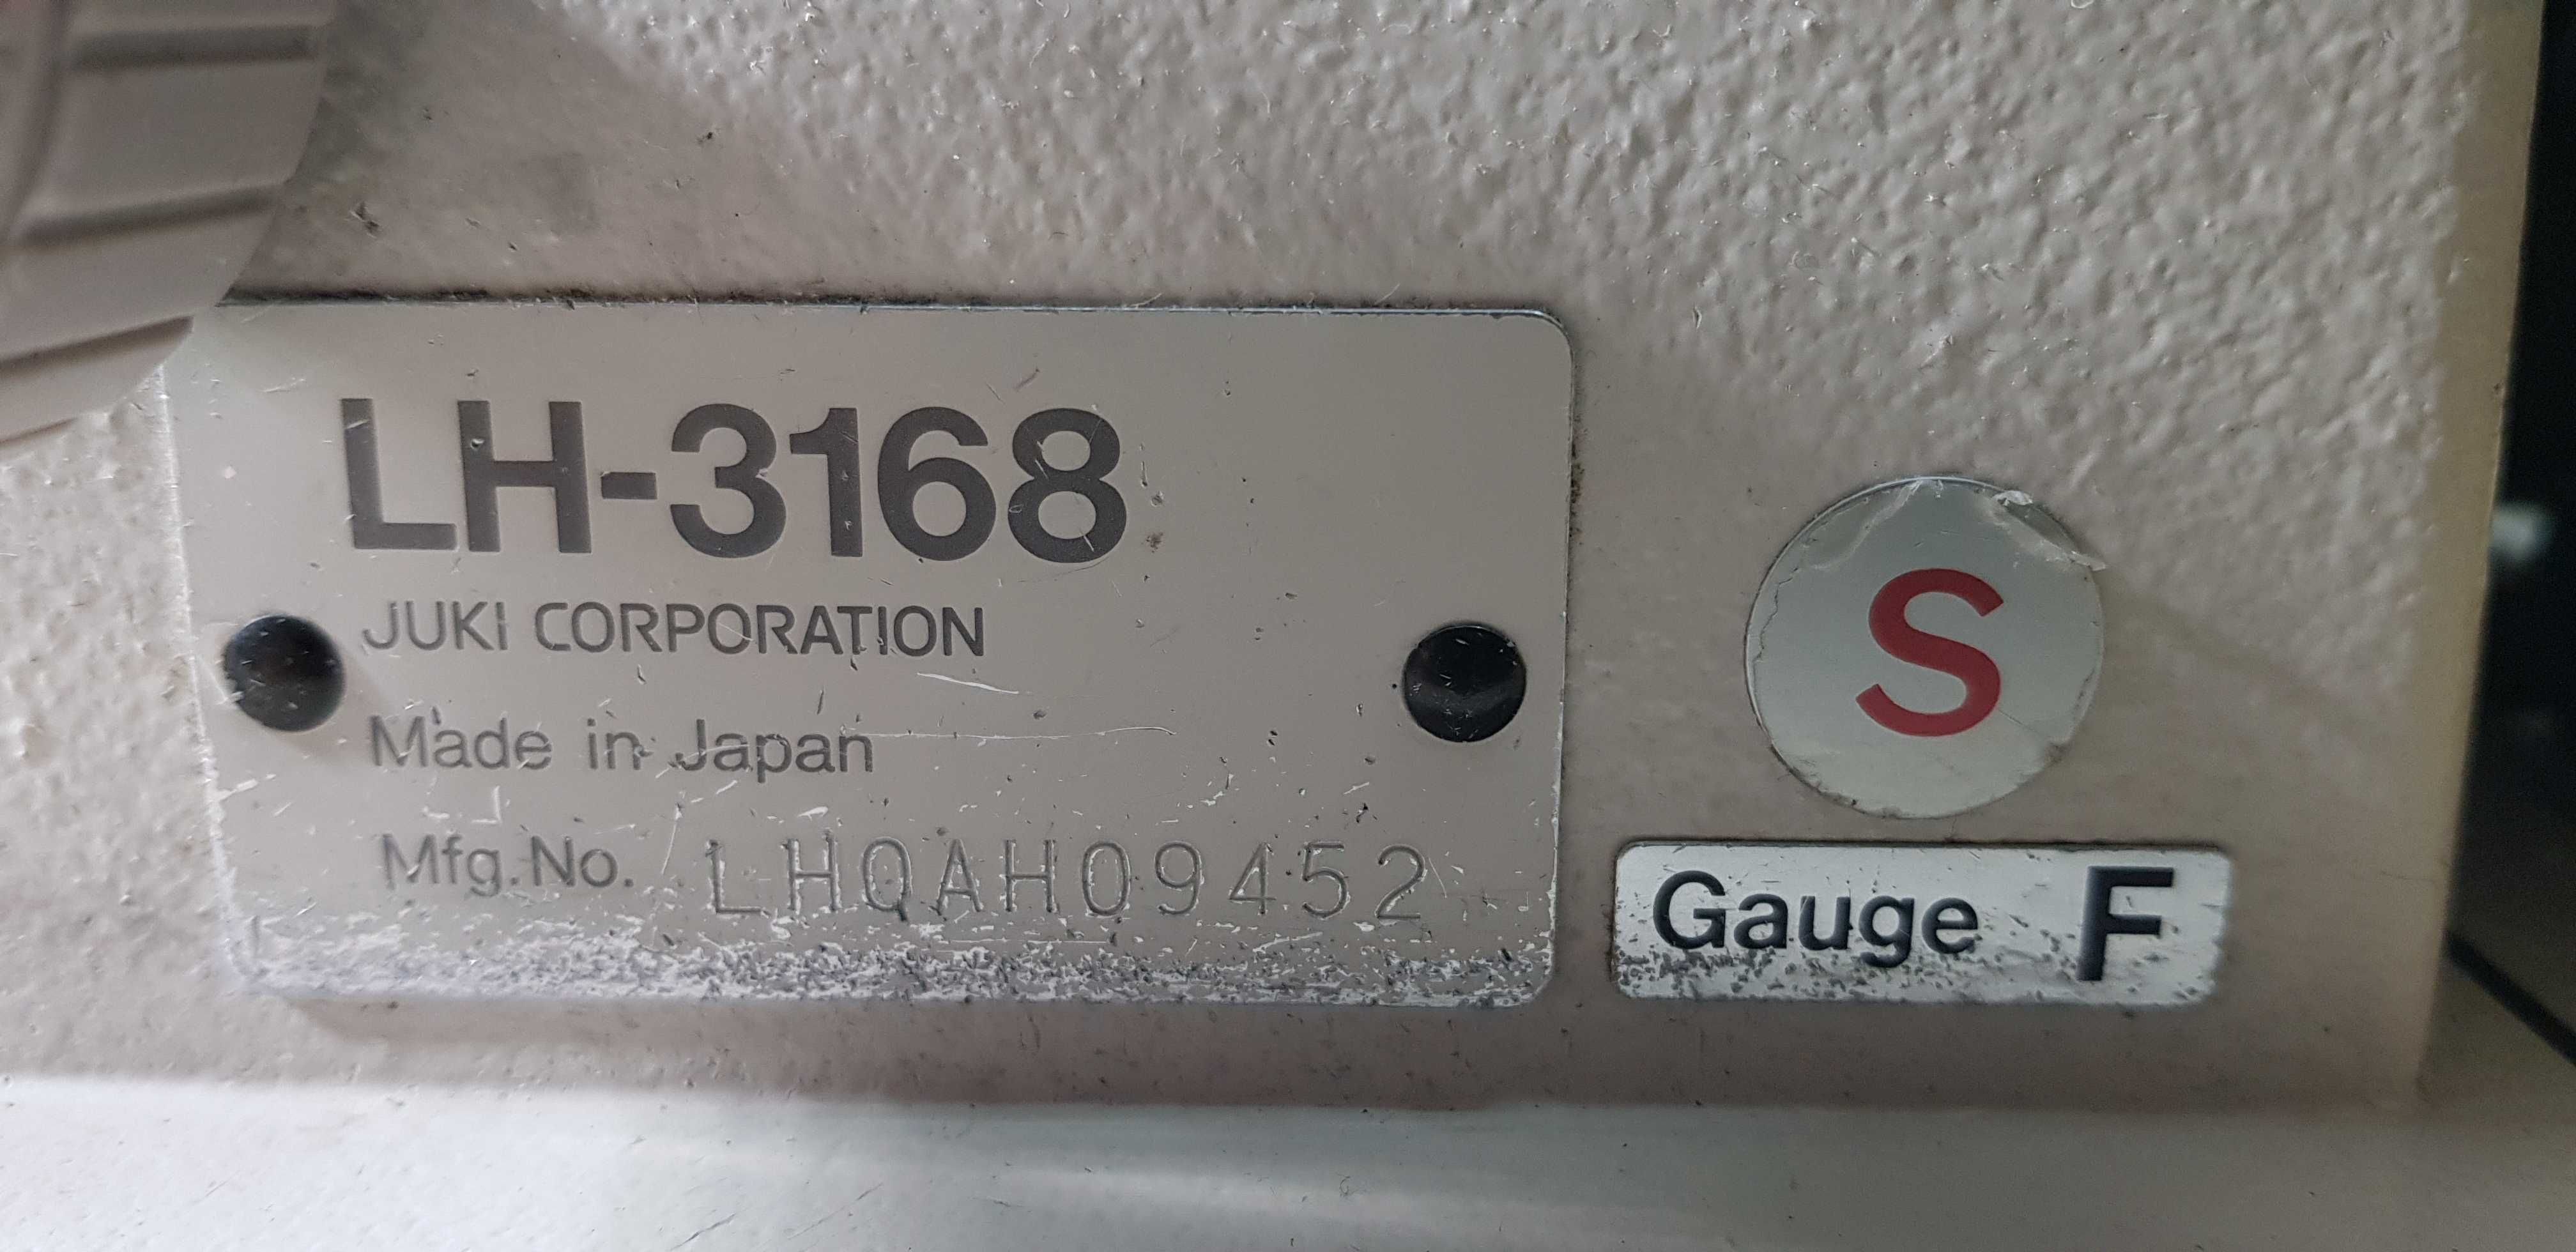 LH-3168
JUKI CORPORATION
Made in Japan
Mfg.No. LHQAH09452
S
Gauge F